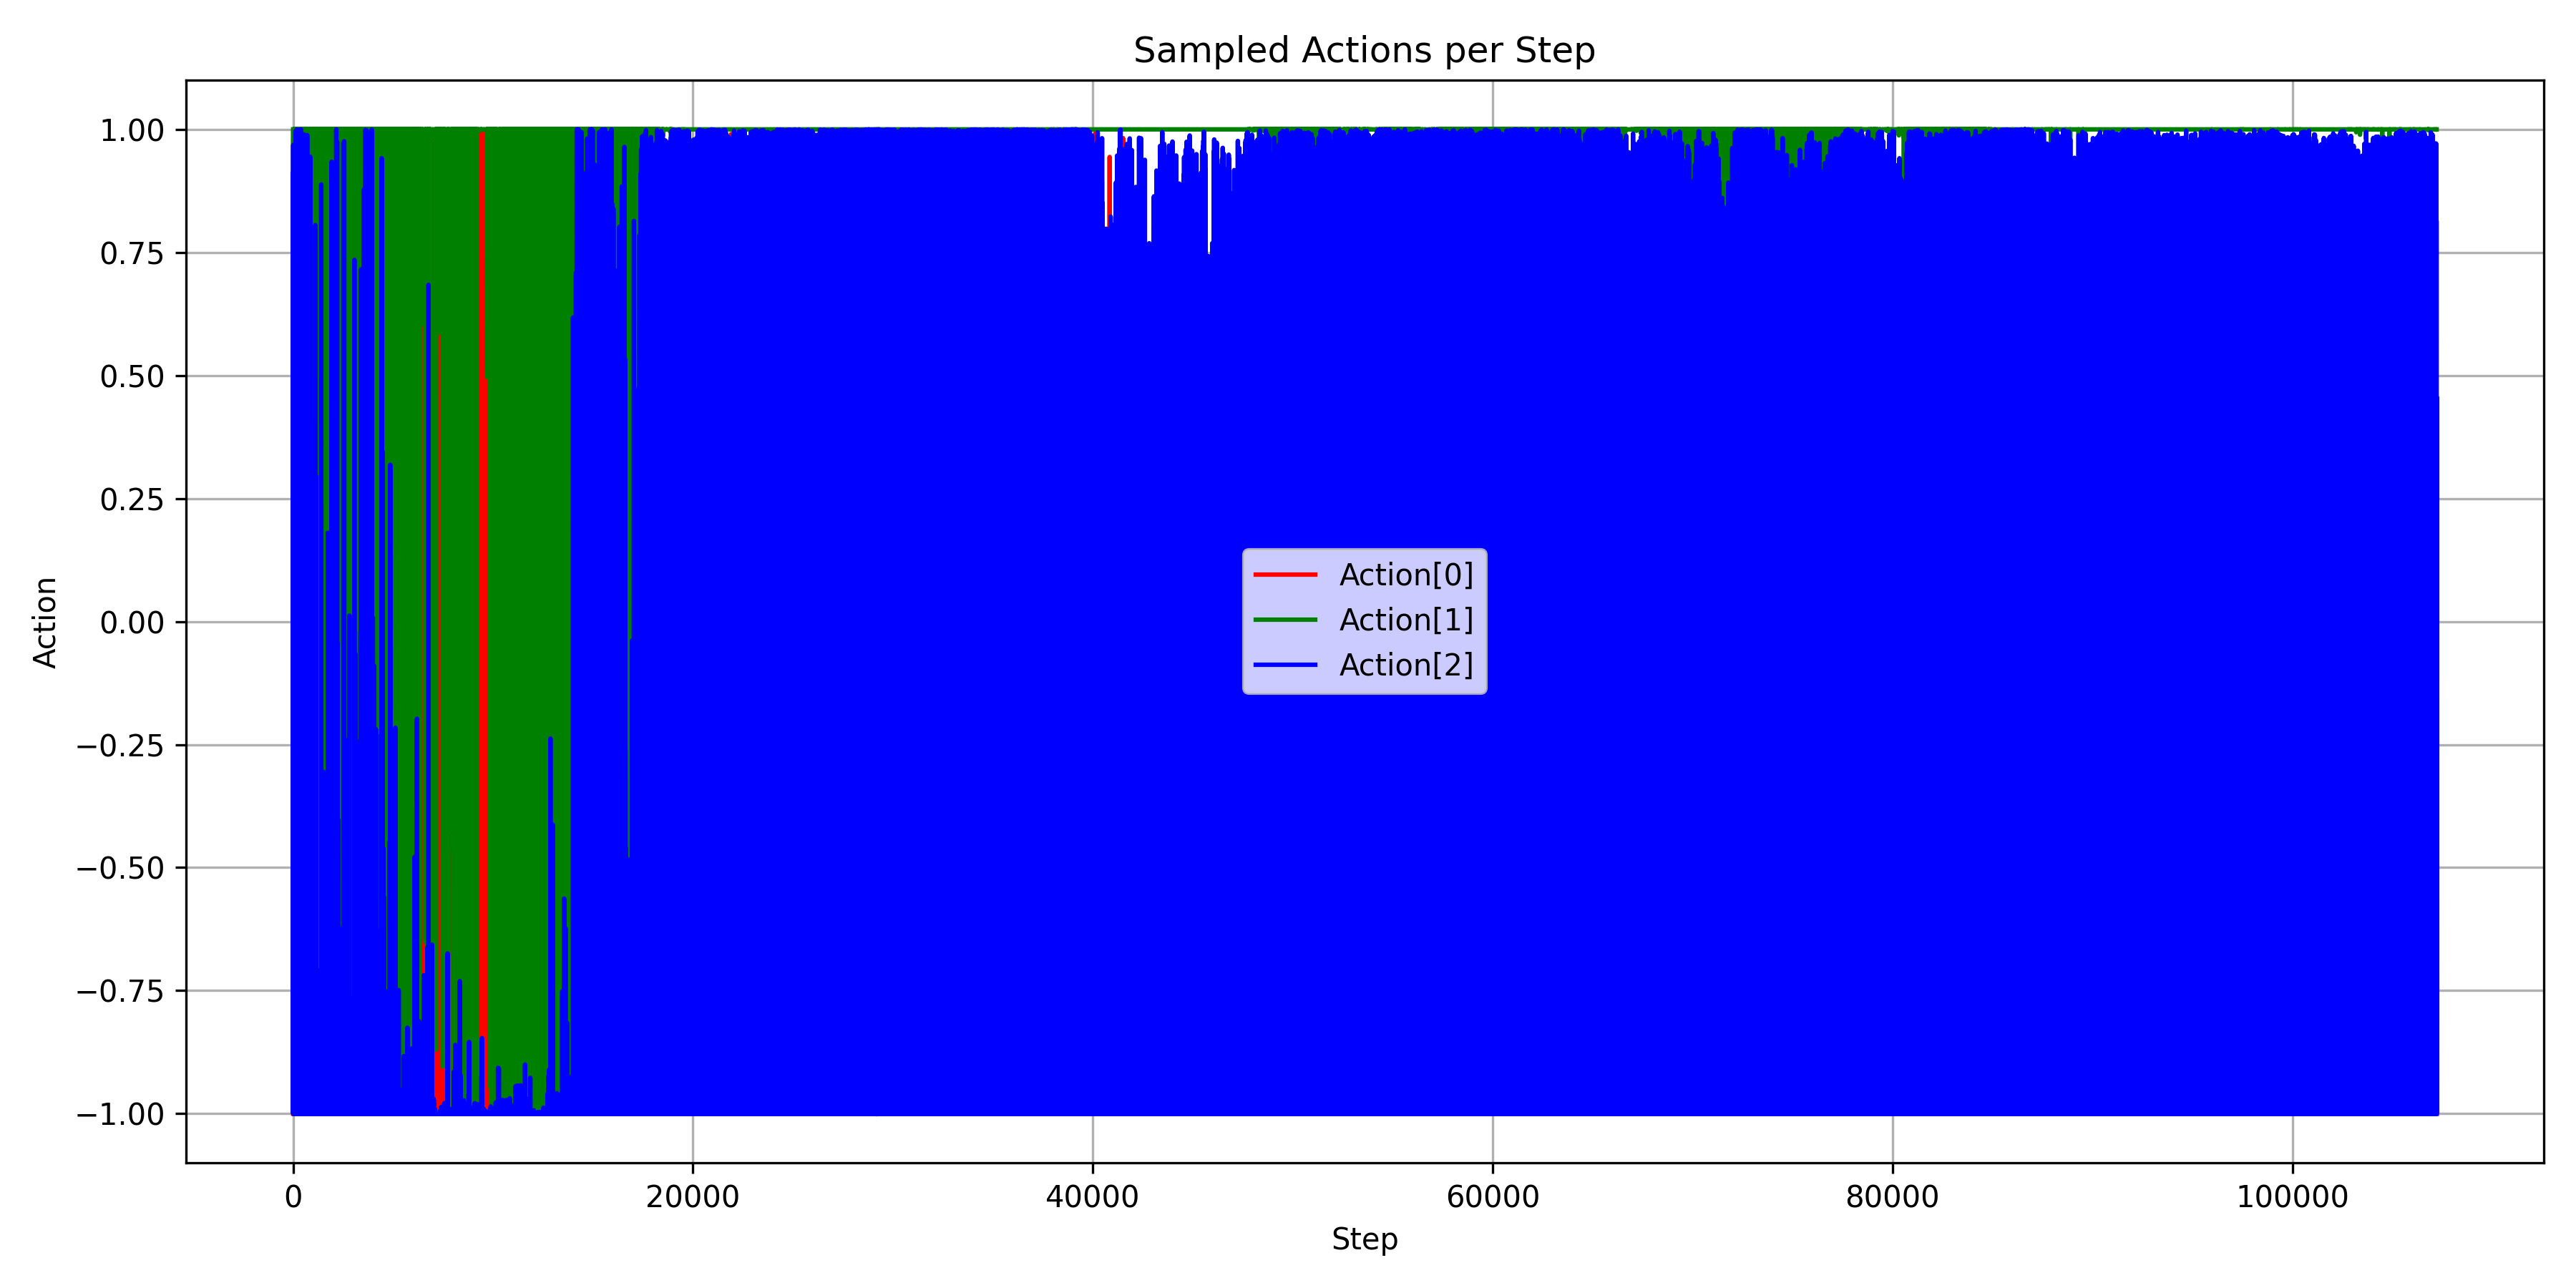 Sampled Actions per Step
1.00
0.75
0.50
0.25
0.00
−0.25
−0.50
−0.75
−1.00
Action
Action[0]
Action[1]
Action[2]
0 20000 40000 60000 80000 100000
Step